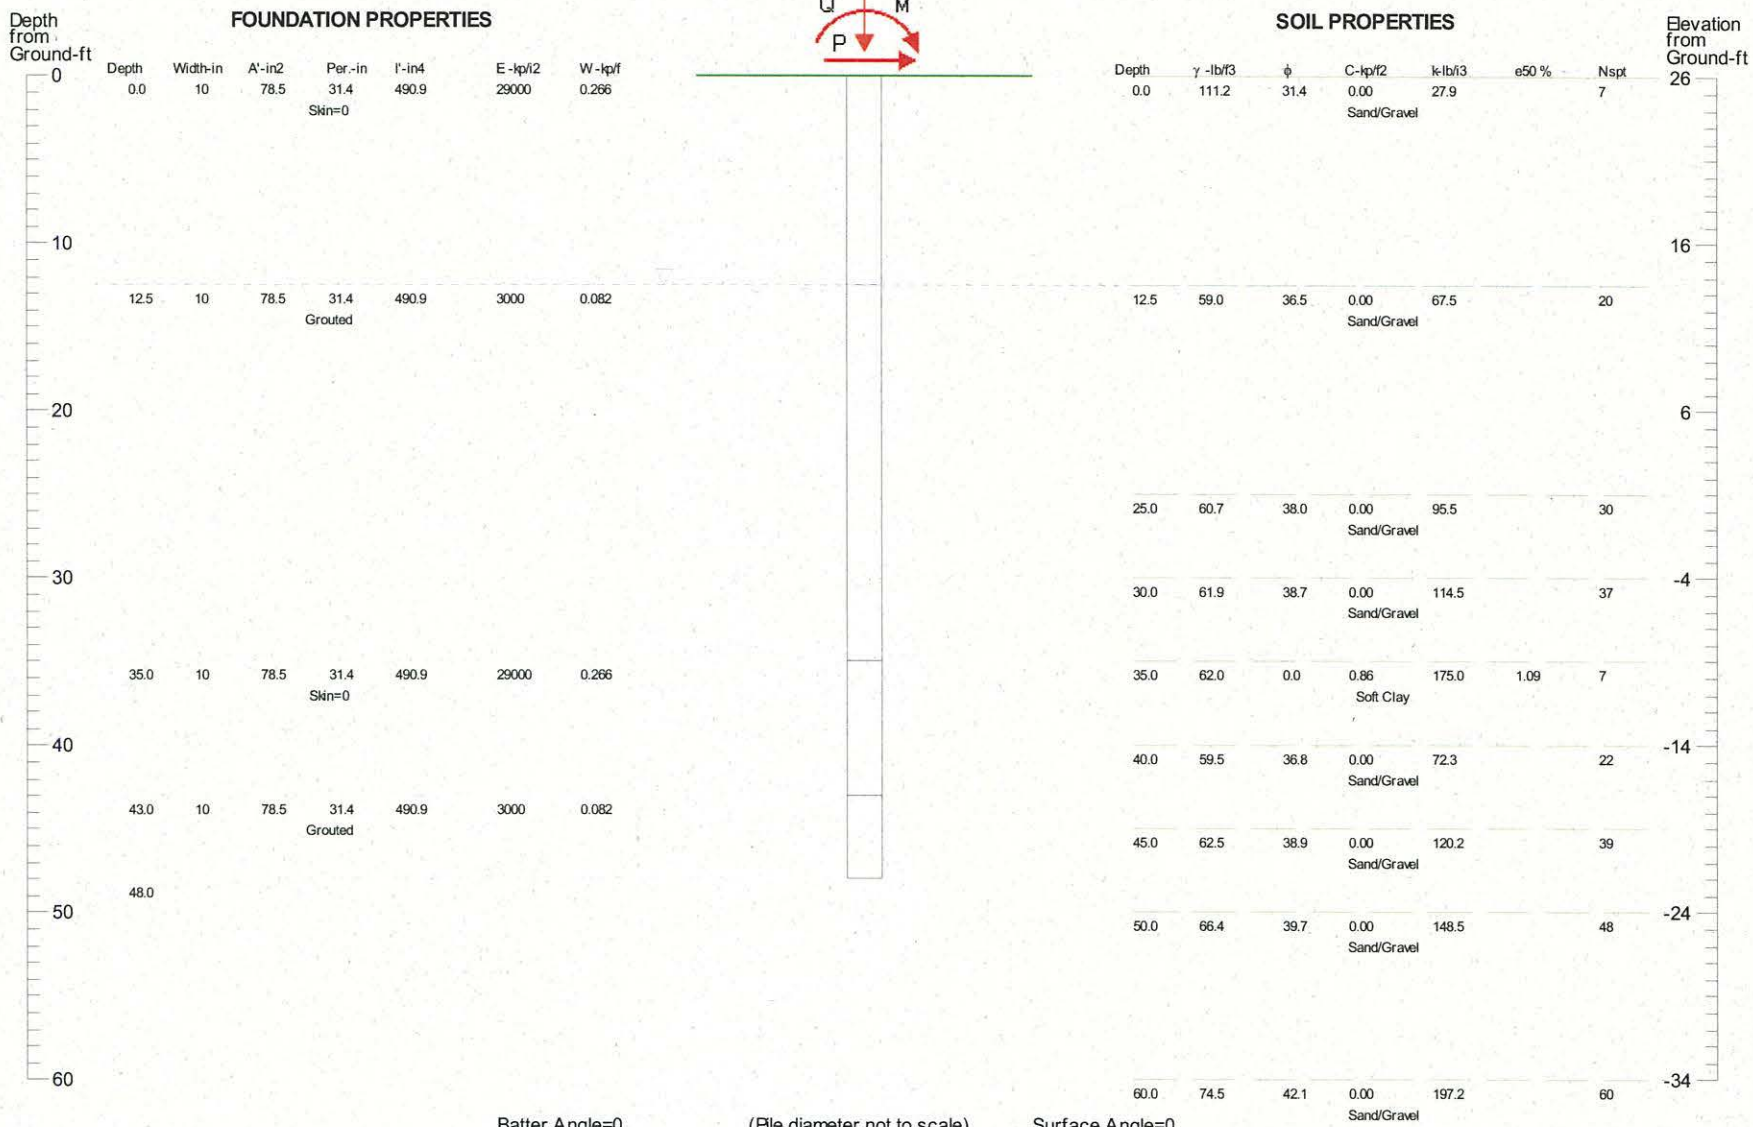 Depth
from
Ground-ft
FOUNDATION PROPERTIES
Q M
P
SOIL PROPERTIES
Elevation
from
Ground-ft
Depth Width-in A'-in2 Per.-in I'-in4 E -kp/i2 W -kp/f
0.0 10 78.5 31.4 490.9 29000 0.266
Skin=0
12.5 10 78.5 31.4 490.9 3000 0.082
Grouted
35.0 10 78.5 31.4 490.9 29000 0.266
Skin=0
43.0 10 78.5 31.4 490.9 3000 0.082
Grouted
48.0
0
10
20
30
40
50
60
Depth γ -lb/f3 ϕ C-kp/f2 k-lb/i3 e50 % Nspt
0.0 111.2 31.4 0.00 27.9 7
Sand/Gravel
12.5 59.0 36.5 0.00 67.5 20
Sand/Gravel
25.0 60.7 38.0 0.00 95.5 30
Sand/Gravel
30.0 61.9 38.7 0.00 114.5 37
Sand/Gravel
35.0 62.0 0.0 0.86 175.0 1.09 7
Soft Clay
40.0 59.5 36.8 0.00 72.3 22
Sand/Gravel
45.0 62.5 38.9 0.00 120.2 39
Sand/Gravel
50.0 66.4 39.7 0.00 148.5 48
Sand/Gravel
60.0 74.5 42.1 0.00 197.2 60
Sand/Gravel
26
16
6
-4
-14
-24
-34
Batter Angle=0 (Pile diameter not to scale) Surface Angle=0